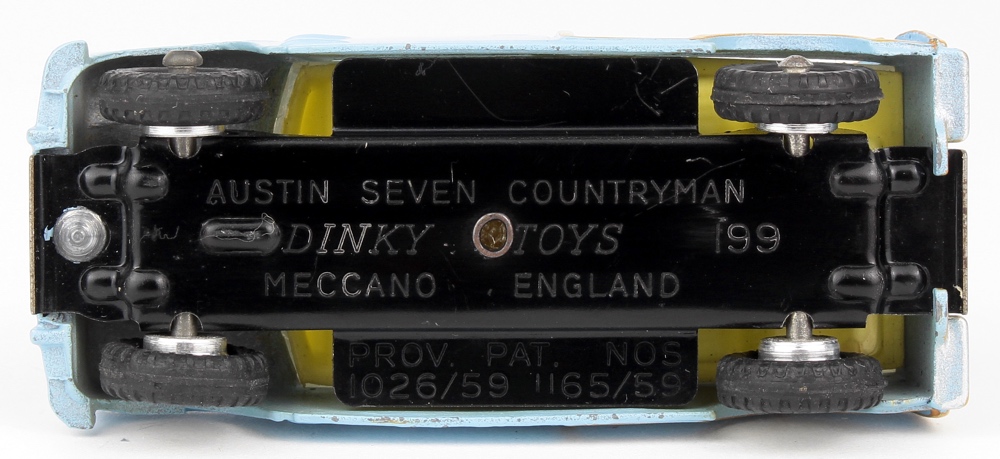 AUSTIN SEVEN COUNTRYMAN
DINKY TOYS 199
MECCANO ENGLAND
PROV. PAT. NOS
1026/59 1165/59